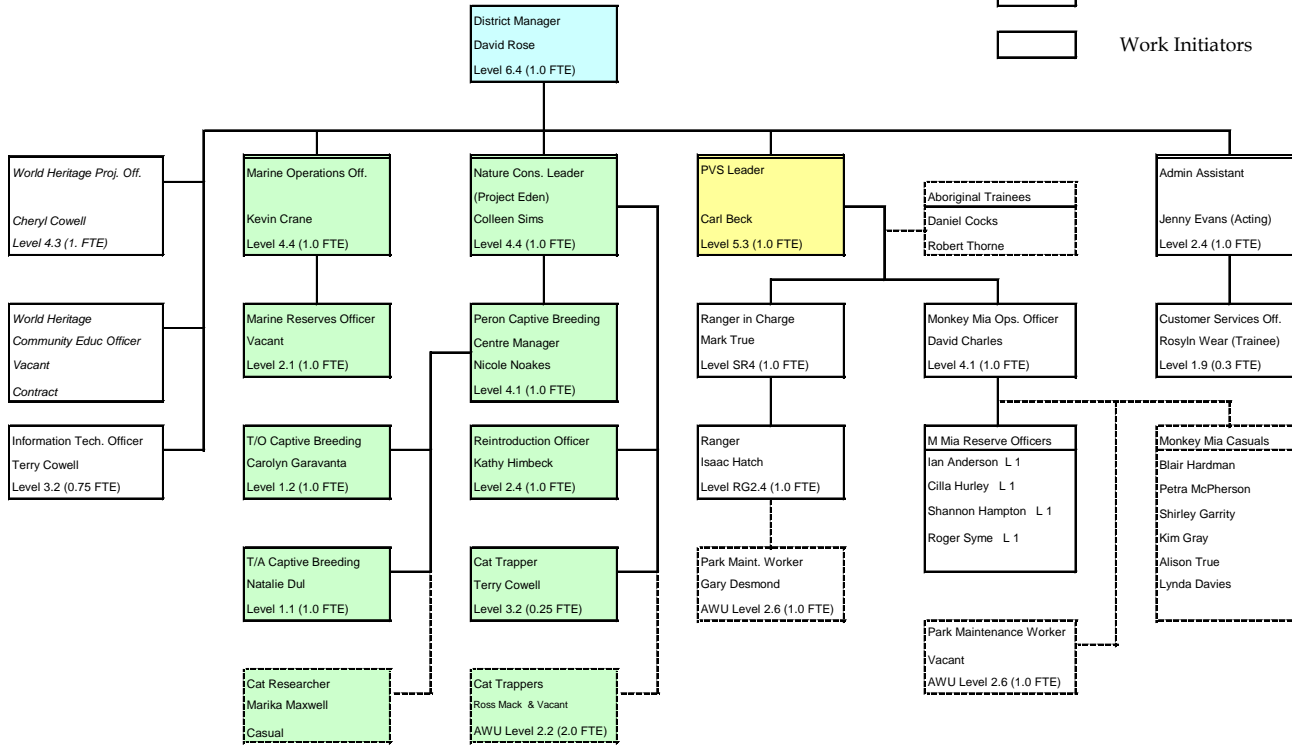 District Manager
David Rose
Level 6.4 (1.0 FTE)
Work Initiators
World Heritage Proj. Off.
Cheryl Cowell
Level 4.3 (1. FTE)
Marine Operations Off.
Kevin Crane
Level 4.4 (1.0 FTE)
Nature Cons. Leader
(Project Eden)
Colleen Sims
Level 4.4 (1.0 FTE)
PVS Leader
Carl Beck
Level 5.3 (1.0 FTE)
Aboriginal Trainees
Daniel Cocks
Robert Thorne
Admin Assistant
Jenny Evans (Acting)
Level 2.4 (1.0 FTE)
World Heritage
Community Educ Officer
Vacant
Contract
Marine Reserves Officer
Vacant
Level 2.1 (1.0 FTE)
Peron Captive Breeding
Centre Manager
Nicole Noakes
Level 4.1 (1.0 FTE)
Ranger in Charge
Mark True
Level SR4 (1.0 FTE)
Monkey Mia Ops. Officer
David Charles
Level 4.1 (1.0 FTE)
Customer Services Off.
Rosyln Wear (Trainee)
Level 1.9 (0.3 FTE)
Information Tech. Officer
Terry Cowell
Level 3.2 (0.75 FTE)
T/O Captive Breeding
Carolyn Garavanta
Level 1.2 (1.0 FTE)
Reintroduction Officer
Kathy Himbeck
Level 2.4 (1.0 FTE)
Ranger
Isaac Hatch
Level RG2.4 (1.0 FTE)
M Mia Reserve Officers
Ian Anderson L 1
Cilla Hurley L 1
Shannon Hampton L 1
Roger Syme L 1
Monkey Mia Casuals
Blair Hardman
Petra McPherson
Shirley Garrity
Kim Gray
Alison True
Lynda Davies
T/A Captive Breeding
Natalie Dul
Level 1.1 (1.0 FTE)
Cat Trapper
Terry Cowell
Level 3.2 (0.25 FTE)
Park Maint. Worker
Gary Desmond
AWU Level 2.6 (1.0 FTE)
Park Maintenance Worker
Vacant
AWU Level 2.6 (1.0 FTE)
Cat Researcher
Marika Maxwell
Casual
Cat Trappers
Ross Mack & Vacant
AWU Level 2.2 (2.0 FTE)